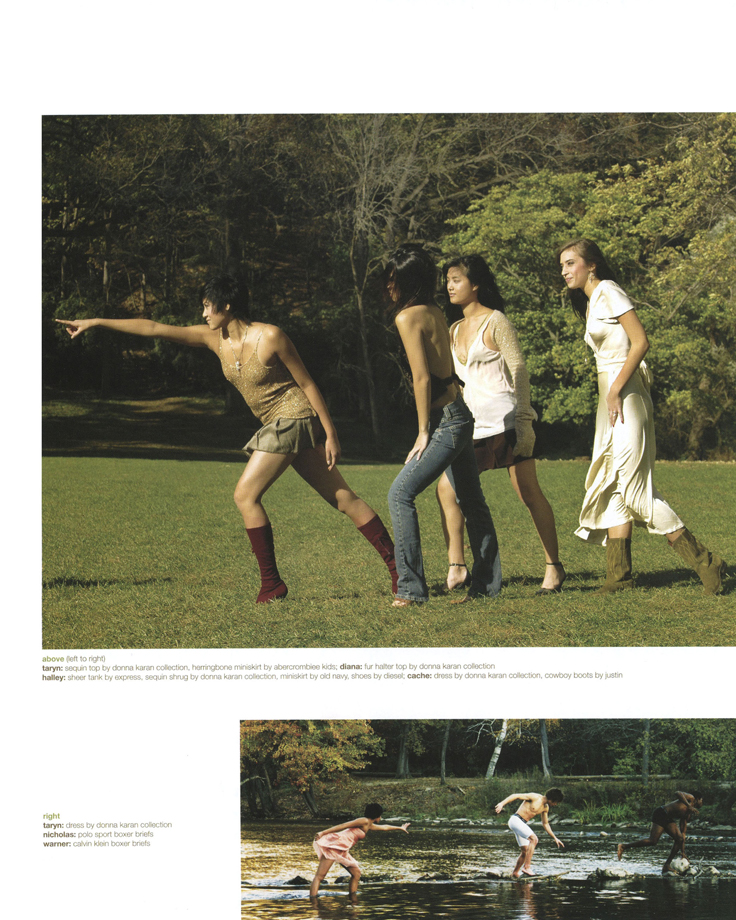 above (left to right)
taryn: sequin top by donna karan collection, herringbone miniskirt by abercrombiee kids; diana: fur halter top by donna karan collection
halley: sheer tank by express, sequin shrug by donna karan collection, miniskirt by old navy, shoes by diesel; cache: dress by donna karan collection, cowboy boots by justin
right
taryn: dress by donna karan collection
nicholas: polo sport boxer briefs
warner: calvin klein boxer briefs